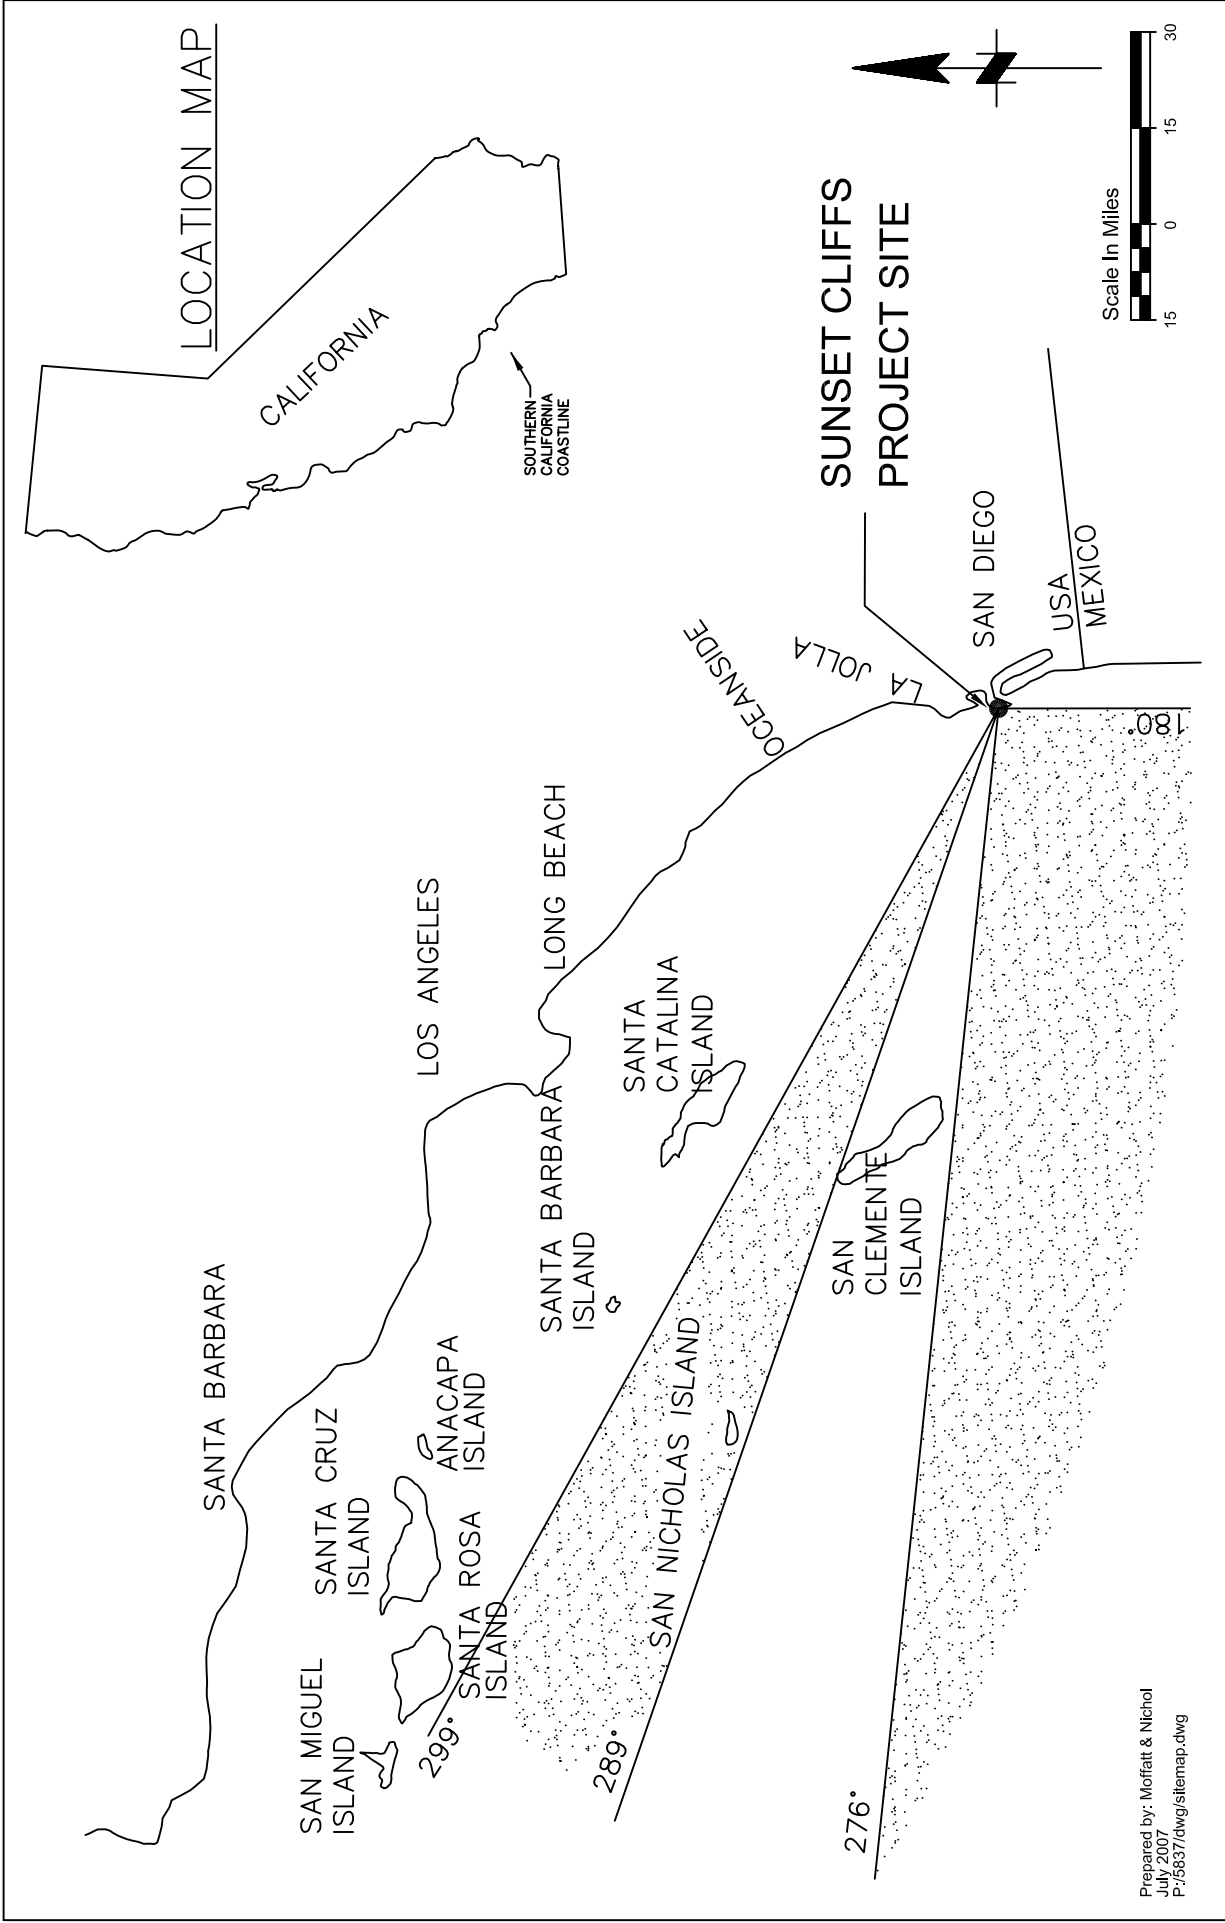 LOCATION MAP
CALIFORNIA
SOUTHERN
CALIFORNIA
COASTLINE
SANTA BARBARA
SAN MIGUEL
ISLAND
SANTA CRUZ
ISLAND
ANACAPA
ISLAND
SANTA ROSA
ISLAND
LOS ANGELES
SANTA BARBARA
ISLAND
LONG BEACH
SANTA
CATALINA
ISLAND
OCEANSIDE
LA JOLLA
SAN NICHOLAS ISLAND
SAN
CLEMENTE
ISLAND
299°
289°
276°
180°
SUNSET CLIFFS
PROJECT SITE
SAN DIEGO
USA
MEXICO
Scale In Miles
15 0 15 30
Prepared by: Moffatt & Nichol
July 2007
P:/5837/dwg/sitemap.dwg